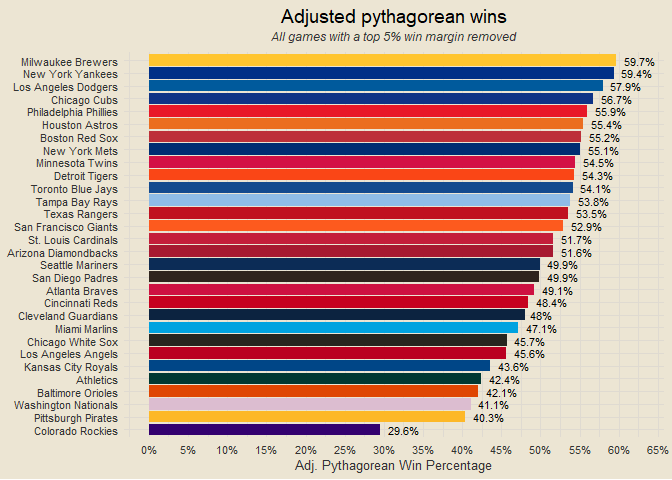 Adjusted pythagorean wins
All games with a top 5% win margin removed
Milwaukee Brewers 59.7%
New York Yankees 59.4%
Los Angeles Dodgers 57.9%
Chicago Cubs 56.7%
Philadelphia Phillies 55.9%
Houston Astros 55.4%
Boston Red Sox 55.2%
New York Mets 55.1%
Minnesota Twins 54.5%
Detroit Tigers 54.3%
Toronto Blue Jays 54.1%
Tampa Bay Rays 53.8%
Texas Rangers 53.5%
San Francisco Giants 52.9%
St. Louis Cardinals 51.7%
Arizona Diamondbacks 51.6%
Seattle Mariners 49.9%
San Diego Padres 49.9%
Atlanta Braves 49.1%
Cincinnati Reds 48.4%
Cleveland Guardians 48%
Miami Marlins 47.1%
Chicago White Sox 45.7%
Los Angeles Angels 45.6%
Kansas City Royals 43.6%
Athletics 42.4%
Baltimore Orioles 42.1%
Washington Nationals 41.1%
Pittsburgh Pirates 40.3%
Colorado Rockies 29.6%
0% 5% 10% 15% 20% 25% 30% 35% 40% 45% 50% 55% 60% 65%
Adj. Pythagorean Win Percentage